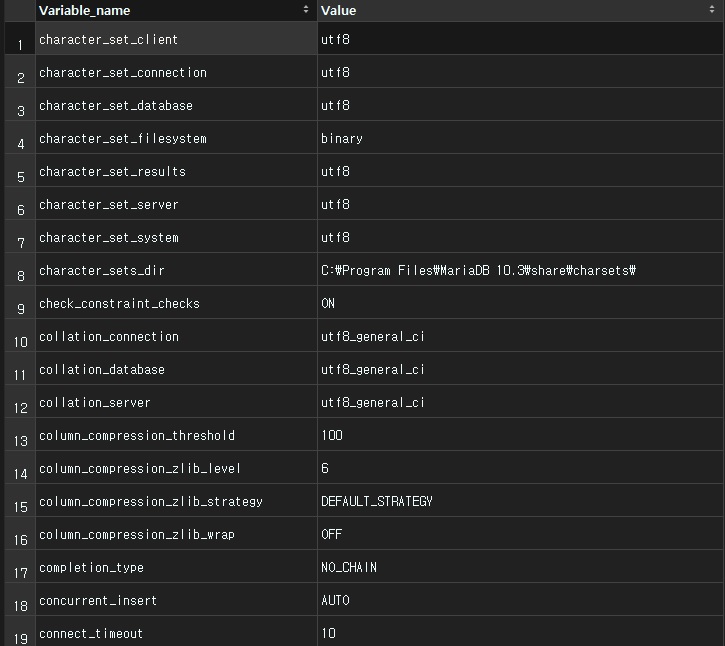 Variable_name Value
1 character_set_client utf8
2 character_set_connection utf8
3 character_set_database utf8
4 character_set_filesystem binary
5 character_set_results utf8
6 character_set_server utf8
7 character_set_system utf8
8 character_sets_dir C:₩Program Files₩MariaDB 10.3₩share₩charsets₩
9 check_constraint_checks ON
10 collation_connection utf8_general_ci
11 collation_database utf8_general_ci
12 collation_server utf8_general_ci
13 column_compression_threshold 100
14 column_compression_zlib_level 6
15 column_compression_zlib_strategy DEFAULT_STRATEGY
16 column_compression_zlib_wrap OFF
17 completion_type NO_CHAIN
18 concurrent_insert AUTO
19 connect_timeout 10